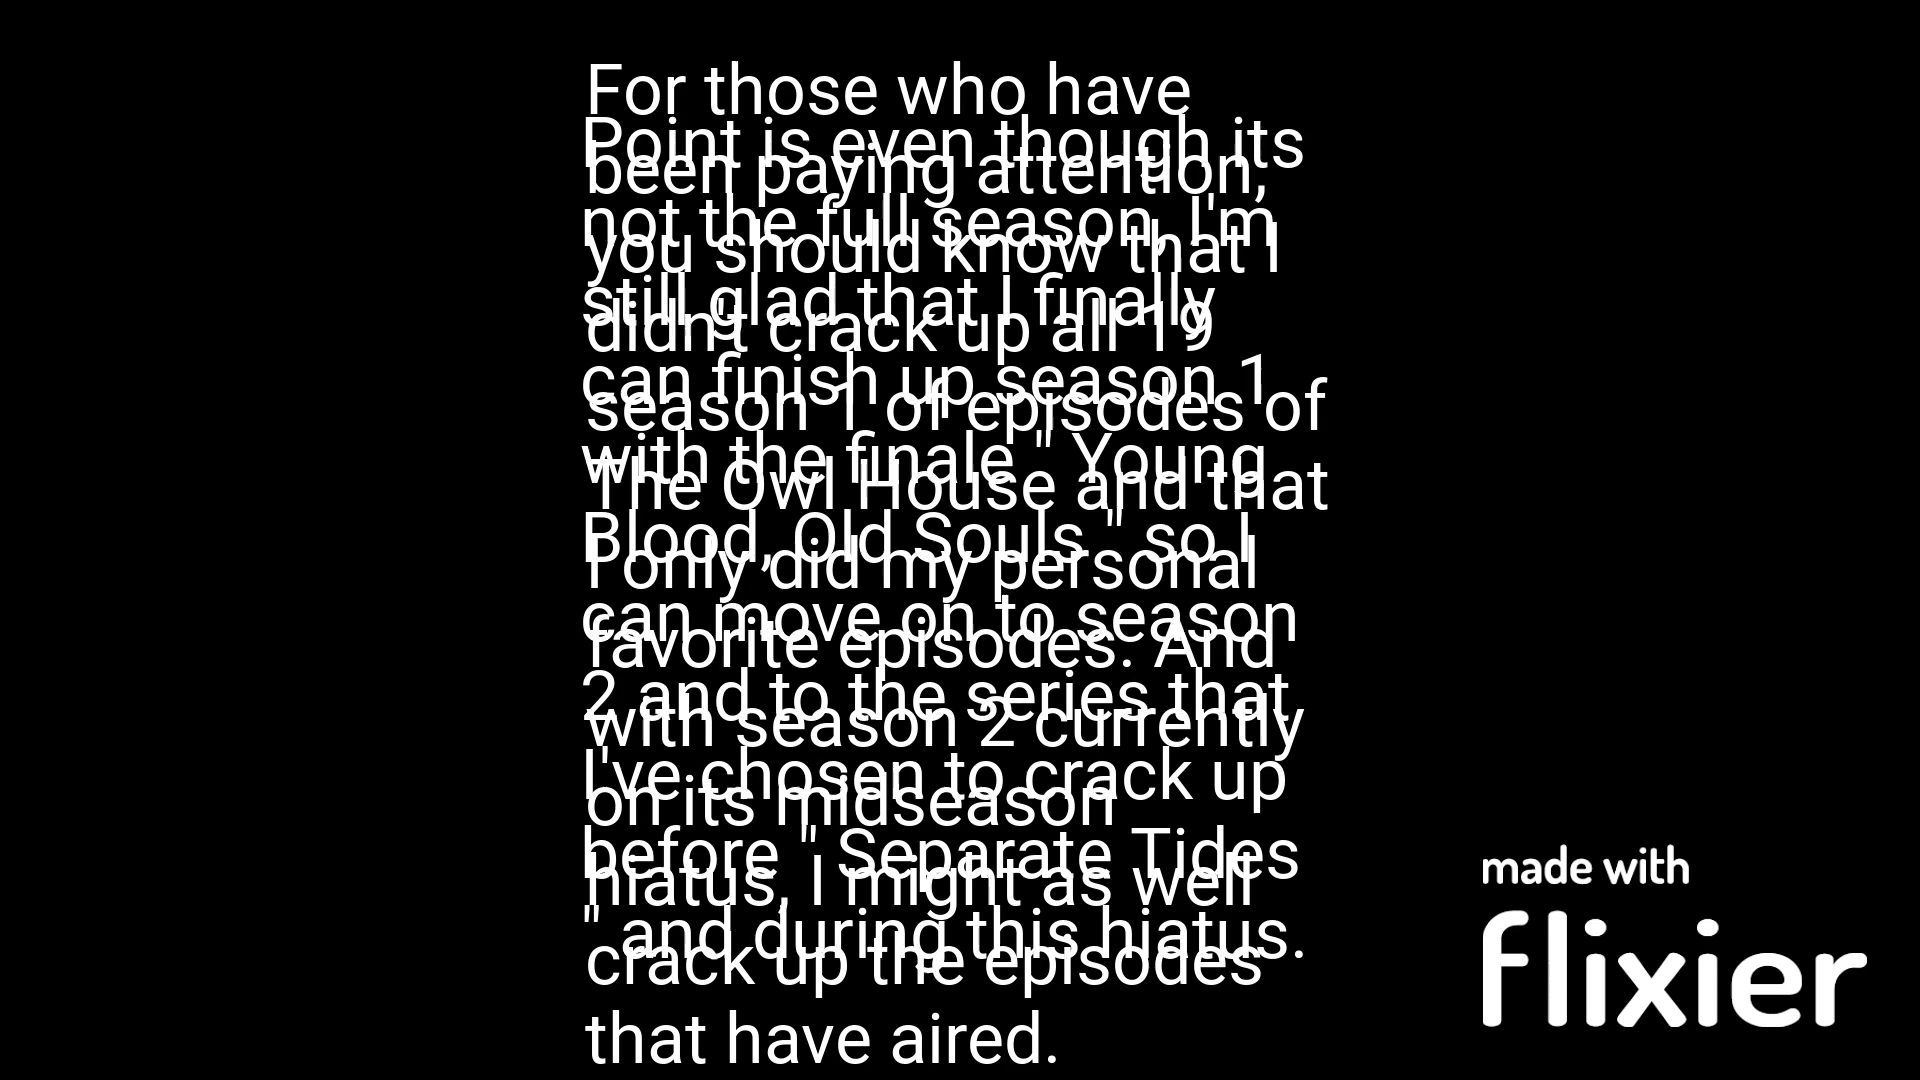 For those who have
been paying attention,
you should know that I
didn't crack up all 19
season 1 of episodes of
The Owl House and that
I only did my personal
favorite episodes. And
with season 2 currently
on its midseason
hiatus, I might as well
crack up the episodes
that have aired.
Point is even though its
not the full season, I'm
still glad that I finally
can finish up season 1
with the finale " Young
Blood, Old Souls " so I
can move on to season
2 and to the series that
I've chosen to crack up
before " Separate Tides
" and during this hiatus.
made with
flixier